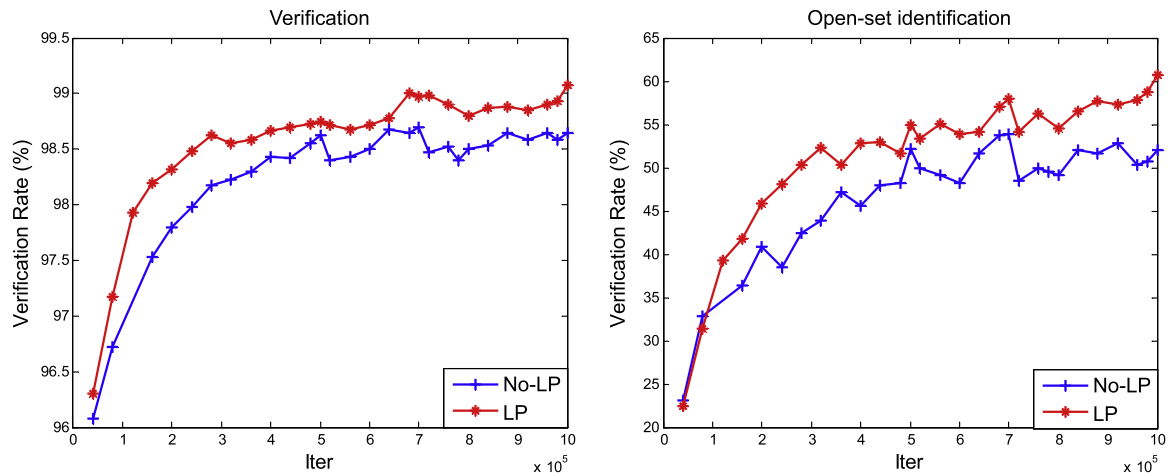 Verification
99.5
99
98.5
98
97.5
97
96.5
96
Verification Rate (%)
0 1 2 3 4 5 6 7 8 9 10
Iter
x 10^5
No-LP
LP
Open-set identification
65
60
55
50
45
40
35
30
25
20
Verification Rate (%)
0 1 2 3 4 5 6 7 8 9 10
Iter
x 10^5
No-LP
LP